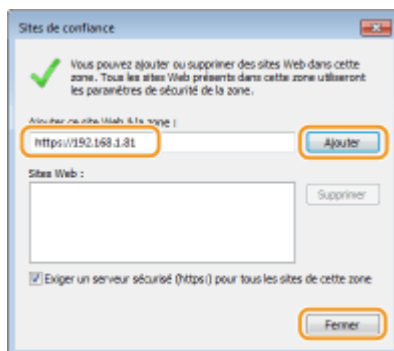 Sites de confiance
Vous pouvez ajouter ou supprimer des sites Web dans cette
zone. Tous les sites Web présents dans cette zone utiliseront
les paramètres de sécurité de la zone.
Ajouter ce site Web à la zone :
https://192.168.1.81
Ajouter
Sites Web :
Supprimer
Exiger un serveur sécurisé (https:) pour tous les sites de cette zone
Fermer